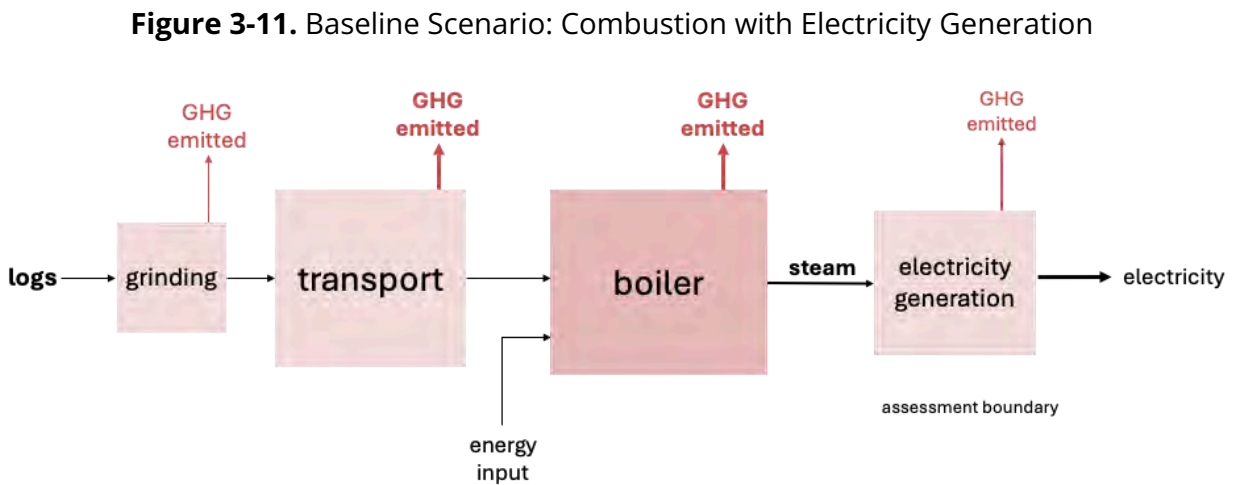 Figure 3-11. Baseline Scenario: Combustion with Electricity Generation
GHG
emitted
GHG
emitted
GHG
emitted
GHG
emitted
logs
grinding
transport
boiler
steam
electricity
generation
electricity
assessment boundary
energy
input